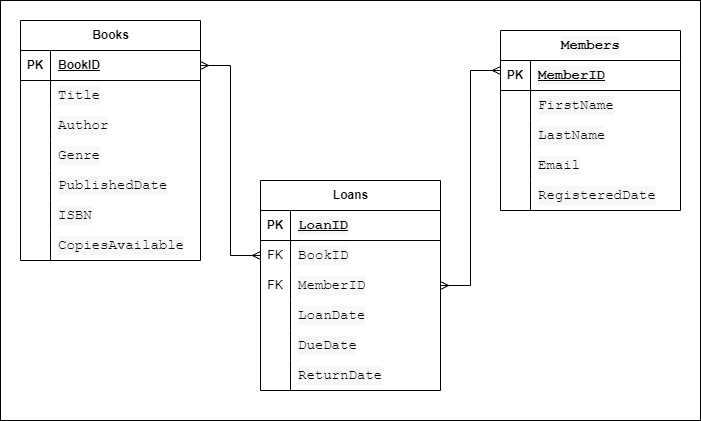 Books
PK BookID
Title
Author
Genre
PublishedDate
ISBN
CopiesAvailable
Members
PK MemberID
FirstName
LastName
Email
RegisteredDate
Loans
PK LoanID
FK BookID
FK MemberID
LoanDate
DueDate
ReturnDate